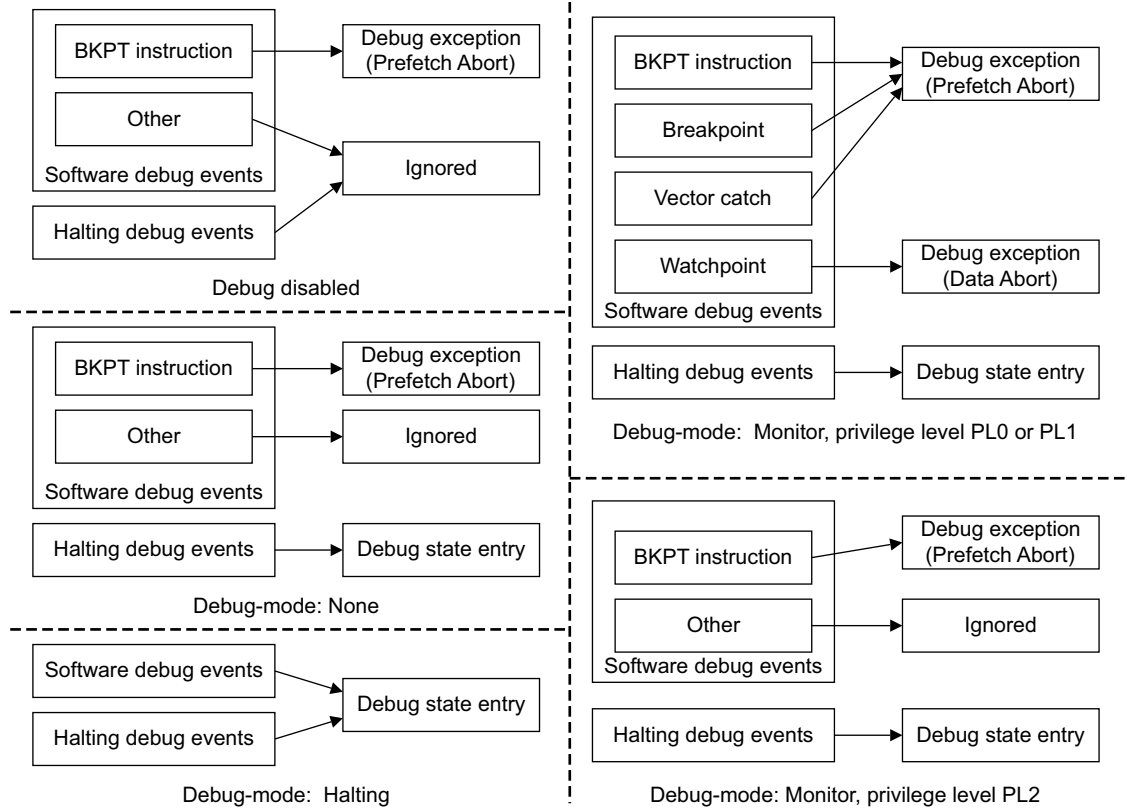 BKPT instruction
Debug exception
(Prefetch Abort)
Other
Ignored
Software debug events
Halting debug events
Debug disabled
BKPT instruction
Debug exception
(Prefetch Abort)
Other
Ignored
Software debug events
Halting debug events
Debug state entry
Debug-mode: None
Software debug events
Debug state entry
Halting debug events
Debug-mode: Halting
BKPT instruction
Debug exception
(Prefetch Abort)
Breakpoint
Vector catch
Watchpoint
Debug exception
(Data Abort)
Software debug events
Halting debug events
Debug state entry
Debug-mode: Monitor, privilege level PL0 or PL1
BKPT instruction
Debug exception
(Prefetch Abort)
Other
Ignored
Software debug events
Halting debug events
Debug state entry
Debug-mode: Monitor, privilege level PL2